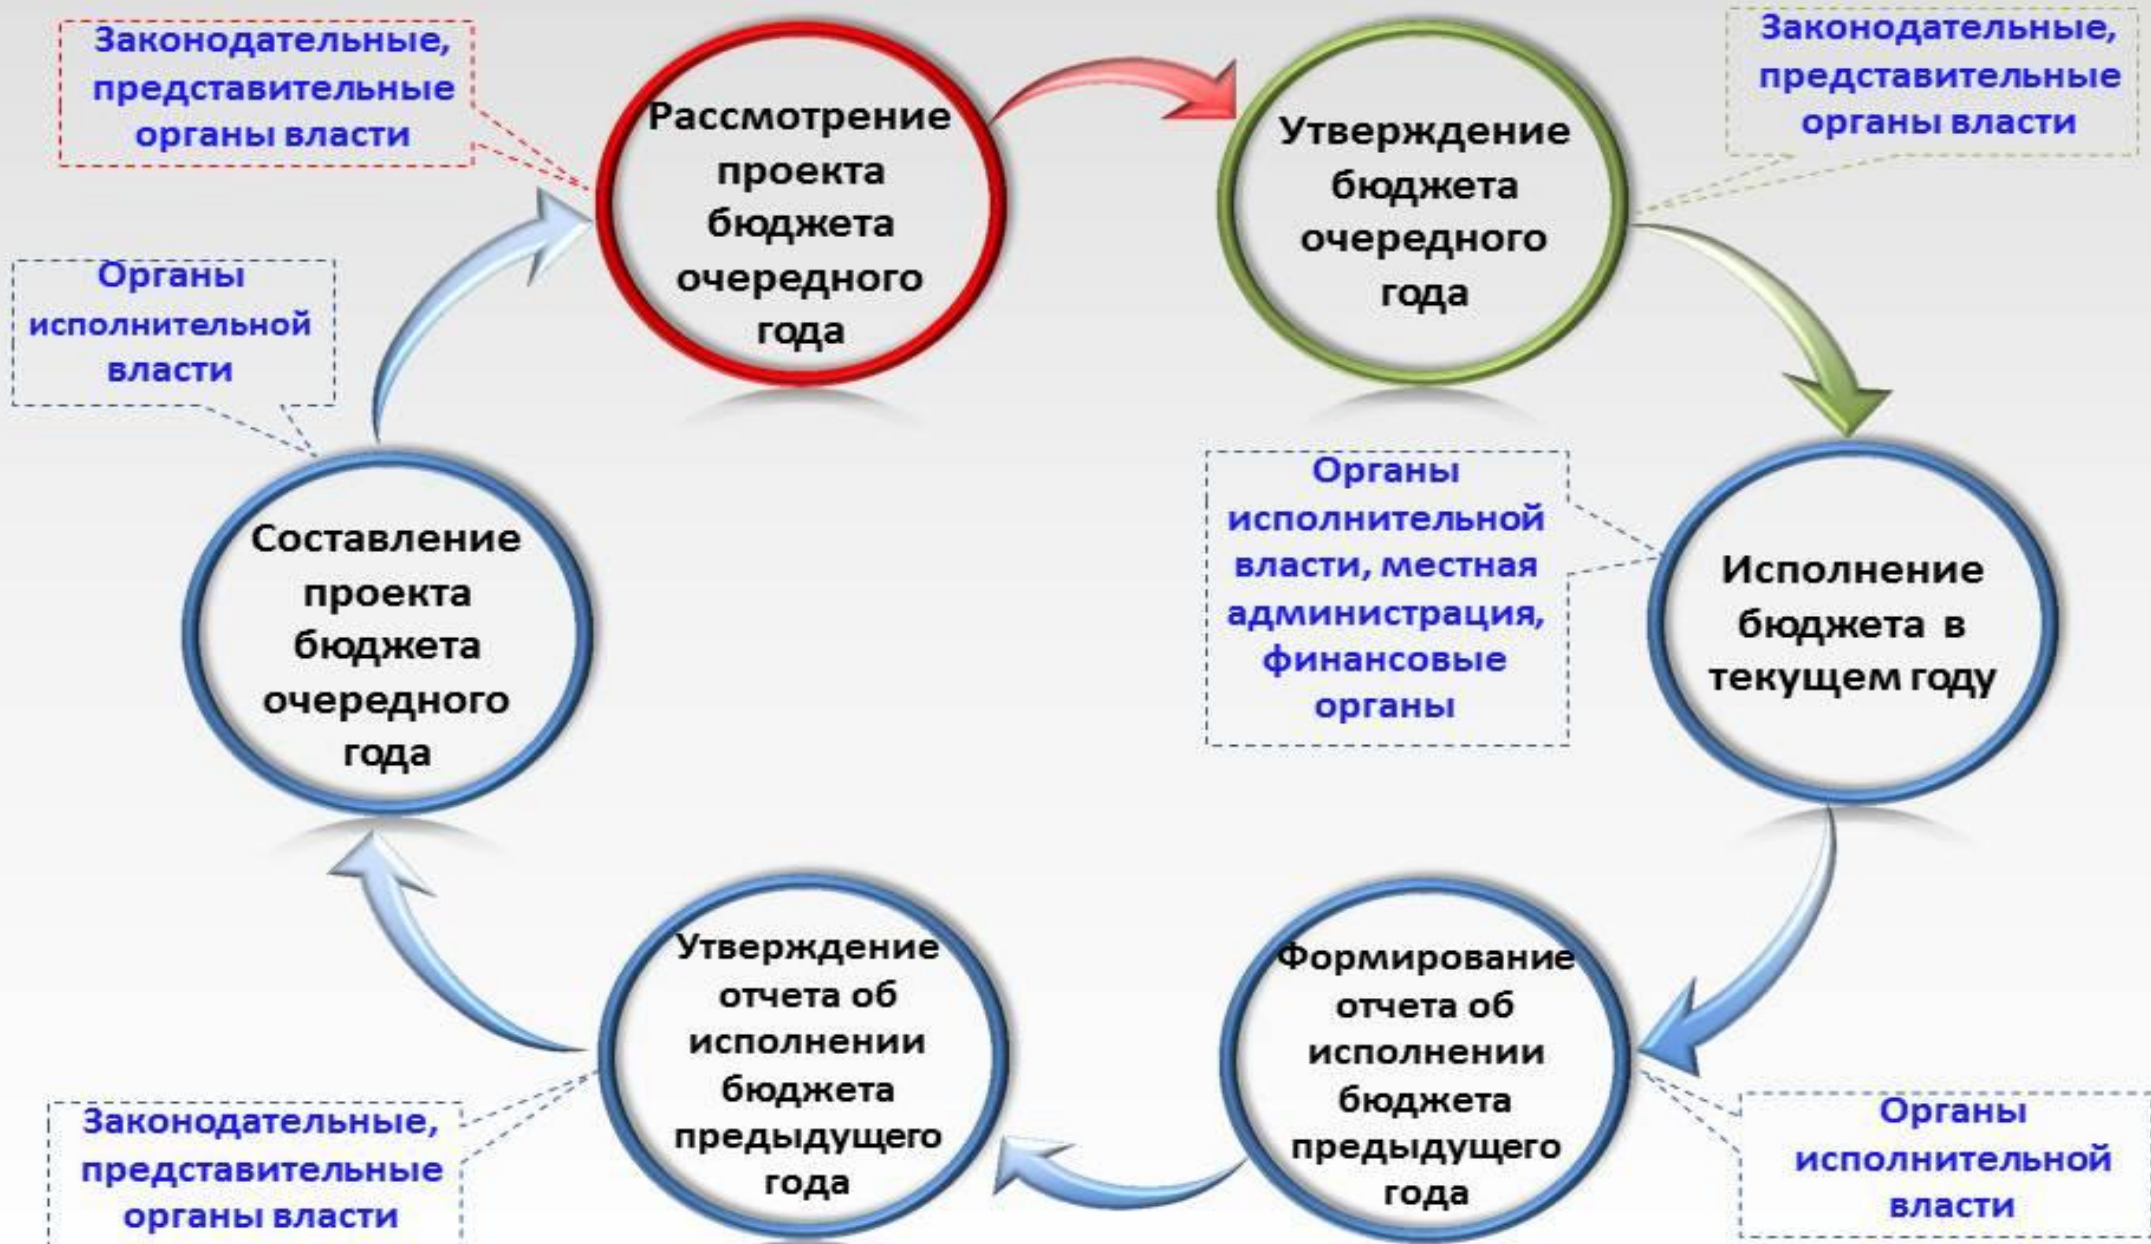 Законодательные,
представительные
органы власти
Рассмотрение
проекта
бюджета
очередного
года
Утверждение
бюджета
очередного
года
Законодательные,
представительные
органы власти
Органы
исполнительной
власти
Составление
проекта
бюджета
очередного
года
Органы
исполнительной
власти, местная
администрация,
финансовые
органы
Исполнение
бюджета в
текущем году
Утверждение
отчета об
исполнении
бюджета
предыдущего
года
Формирование
отчета об
исполнении
бюджета
предыдущего
года
Законодательные,
представительные
органы власти
Органы
исполнительной
власти